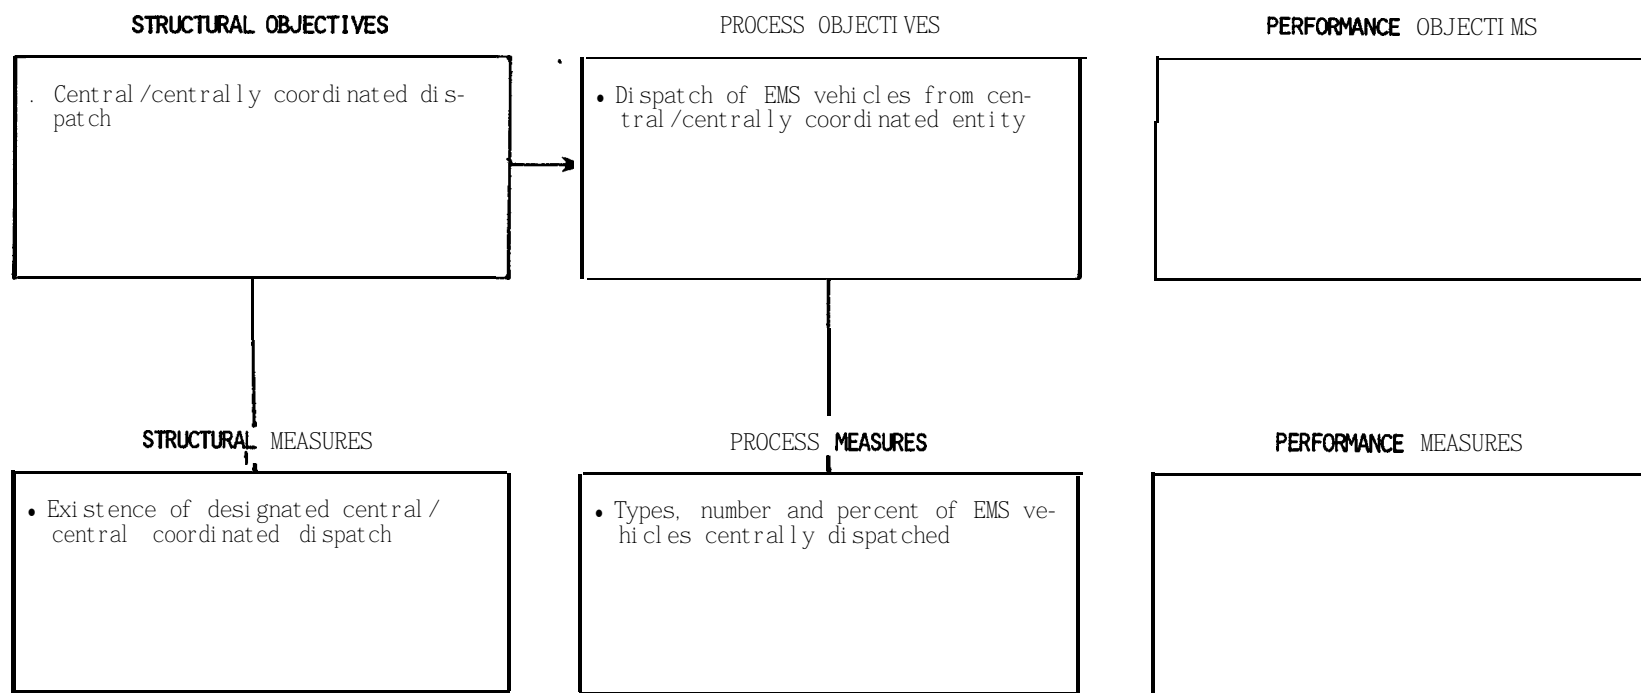 STRUCTURAL OBJECTIVES
PROCESS OBJECTIVES
PERFORMANCE OBJECTIMS
. Central/centrally coordinated dis-
patch
• Dispatch of EMS vehicles from cen-
tral/centrally coordinated entity
STRUCTURAL MEASURES
PROCESS MEASURES
PERFORMANCE MEASURES
• Existence of designated central/
central coordinated dispatch
• Types, number and percent of EMS ve-
hicles centrally dispatched